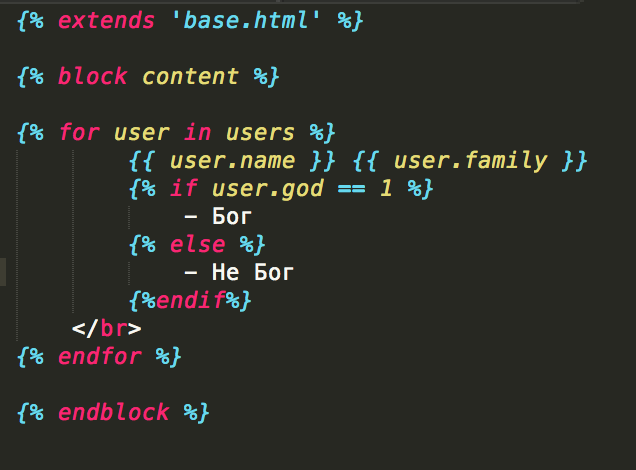 {% extends 'base.html' %}
{% block content %}
{% for user in users %}
{{ user.name }} {{ user.family }}
{% if user.god == 1 %}
- Бог
{% else %}
- Не Бог
{%endif%}
</br>
{% endfor %}
{% endblock %}